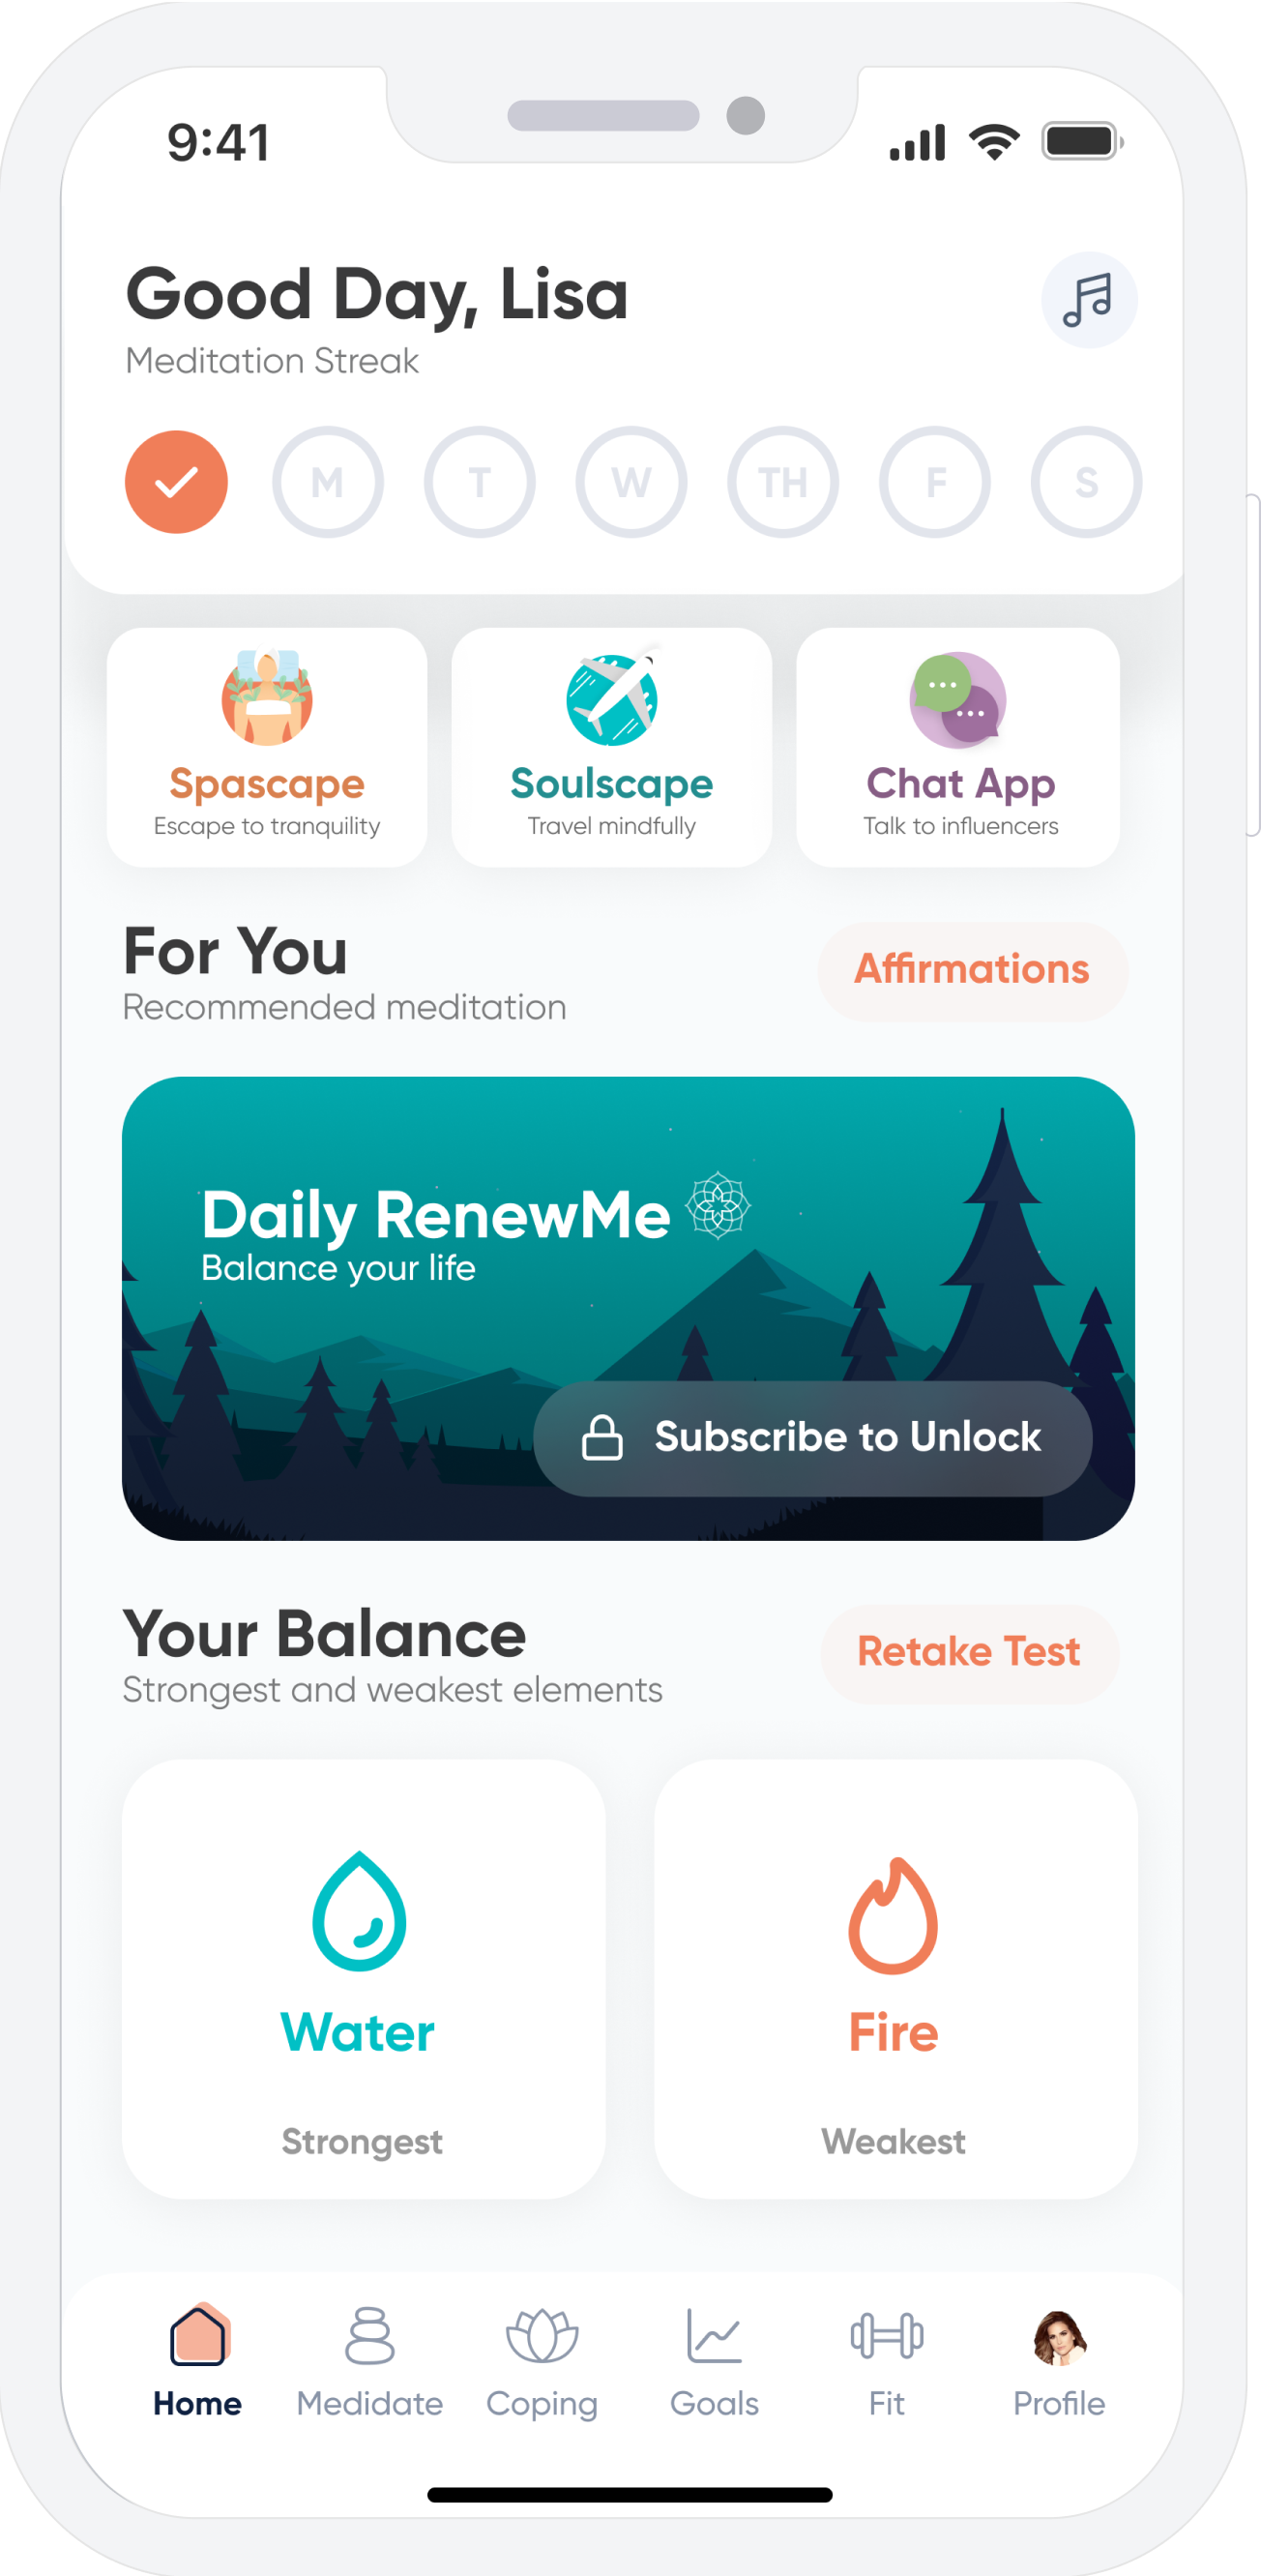 9:41
Good Day, Lisa
Meditation Streak
M T W TH F S
Spascape Soulscape Chat App
Escape to tranquility Travel mindfully Talk to influencers
For You
Affirmations
Recommended meditation
Daily RenewMe
Balance your life
Subscribe to Unlock
Your Balance
Retake Test
Strongest and weakest elements
Water Fire
Strongest Weakest
Home Medidate Coping Goals Fit Profile